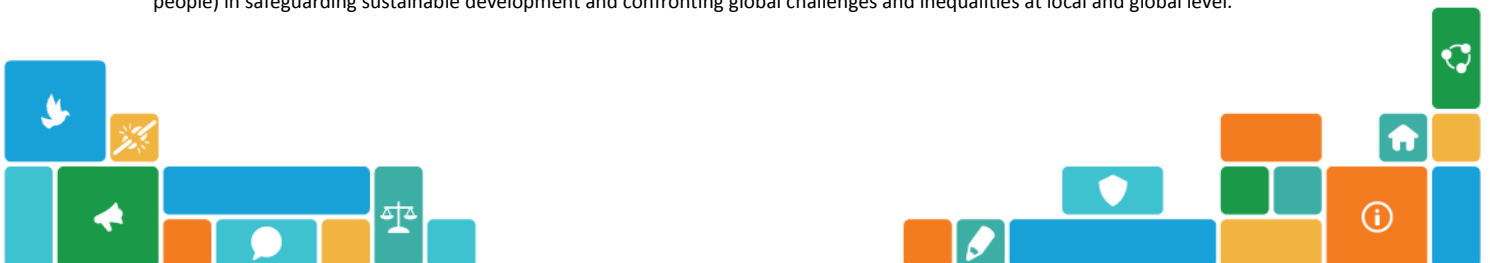 people) in safeguarding sustainable development and confronting global challenges and inequalities at local and global level.